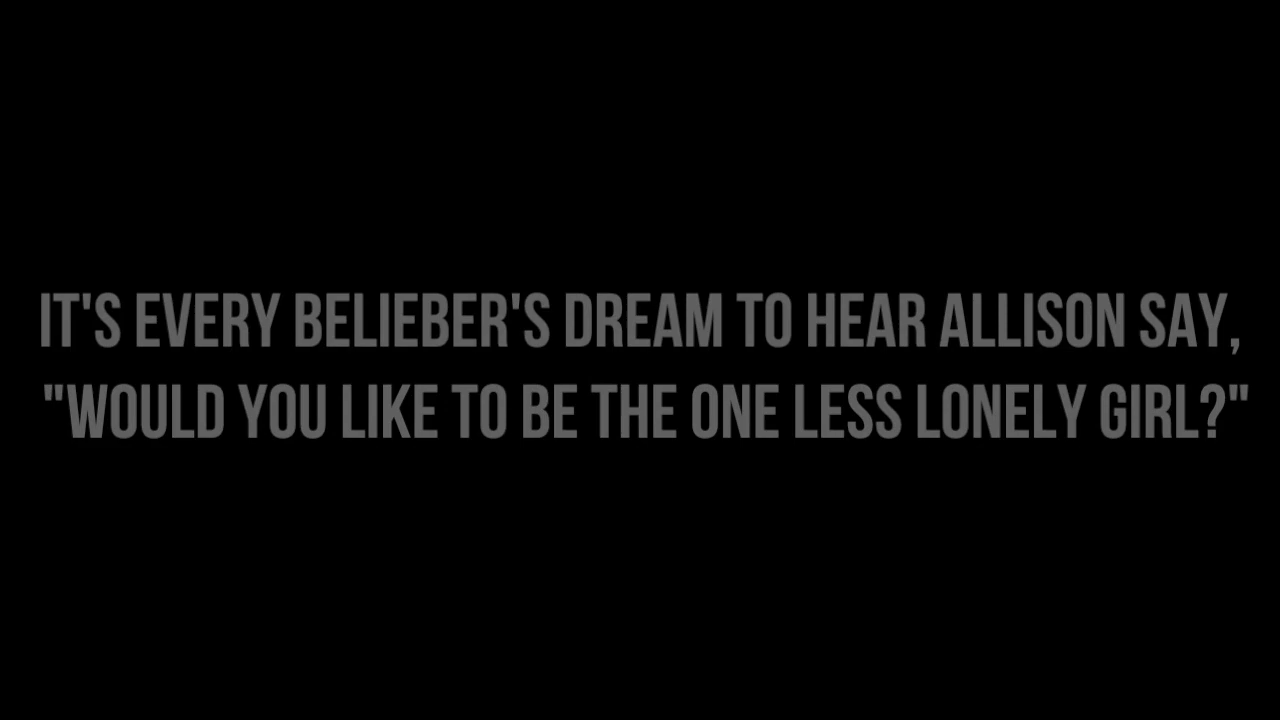 IT'S EVERY BELIEBER'S DREAM TO HEAR ALLISON SAY,
"WOULD YOU LIKE TO BE THE ONE LESS LONELY GIRL?"